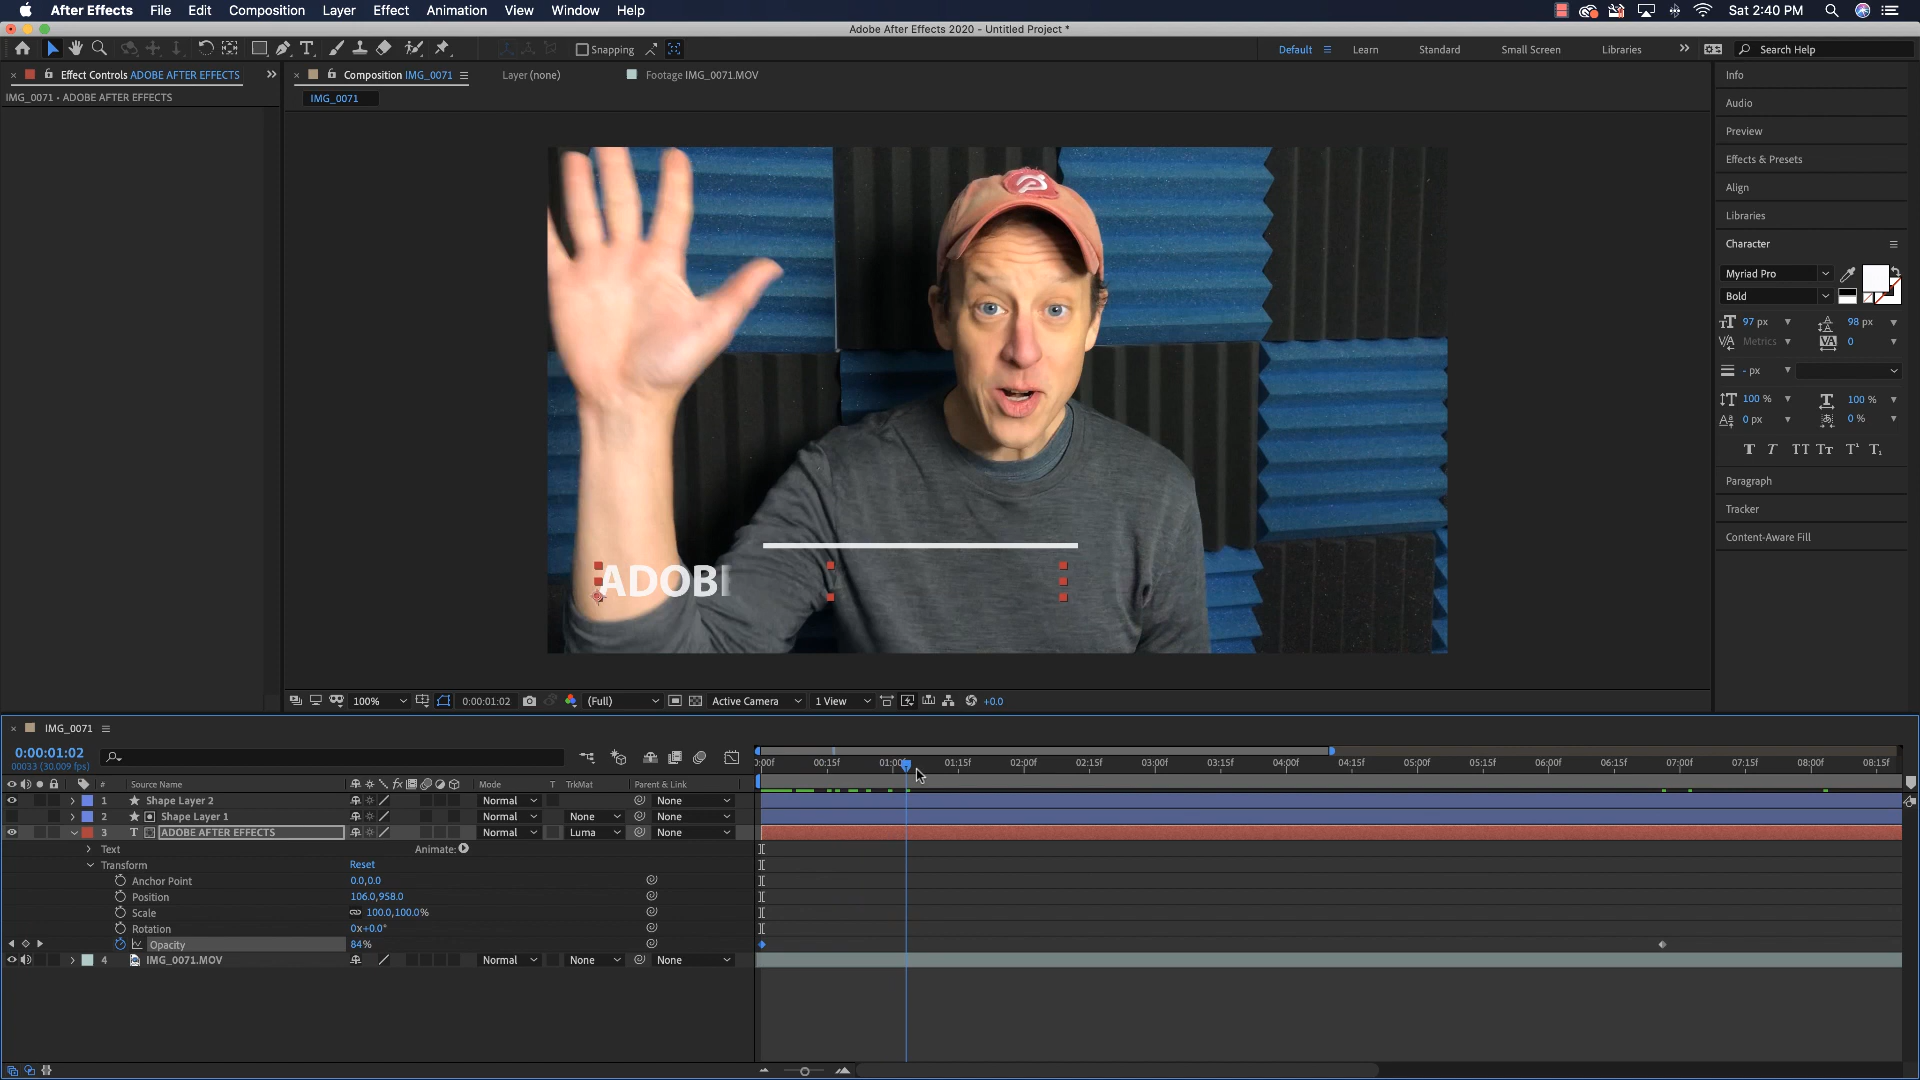 After Effects File Edit Composition Layer Effect Animation View Window Help Sat 2:40 PM
Adobe After Effects 2020 - Untitled Project *
Snapping Default Learn Standard Small Screen Libraries Search Help
Effect Controls ADOBE AFTER EFFECTS Composition IMG_0071 Layer (none) Footage IMG_0071.MOV Info
IMG_0071 • ADOBE AFTER EFFECTS IMG_0071
Audio
Preview
Effects & Presets
Align
Libraries
Character
Myriad Pro
Bold
97 px 98 px
Metrics 0
- px
100 % 100 %
0 px 0 %
Paragraph
Tracker
Content-Aware Fill
ADOBE
100% 0:00:01:02 (Full) Active Camera 1 View +0.0
IMG_0071
0:00:01:02
00033 (30.009 fps)
0:00f 00:15f 01:00f 01:15f 02:00f 02:15f 03:00f 03:15f 04:00f 04:15f 05:00f 05:15f 06:00f 06:15f 07:00f 07:15f 08:00f 08:15f
# Source Name Mode T TrkMat Parent & Link
1 Shape Layer 2 Normal None
2 Shape Layer 1 Normal None None
3 T ADOBE AFTER EFFECTS Normal Luma None
Text Animate:
Transform Reset
Anchor Point 0.0,0.0
Position 106.0,958.0
Scale 100.0,100.0%
Rotation 0x+0.0°
Opacity 84%
4 IMG_0071.MOV Normal None None